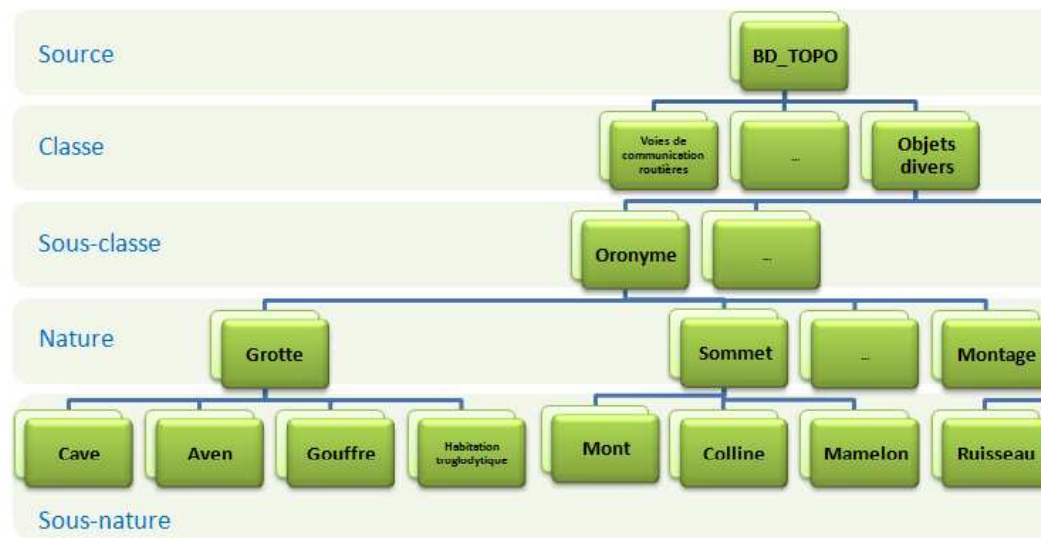 Source
BD_TOPO
Classe
Voies de
communication
routières
...
Objets
divers
Sous-classe
Oronyme
...
Nature
Grotte
Sommet
...
Montage
Cave
Aven
Gouffre
Habitation
troglodytique
Mont
Colline
Mamelon
Ruisseau
Sous-nature